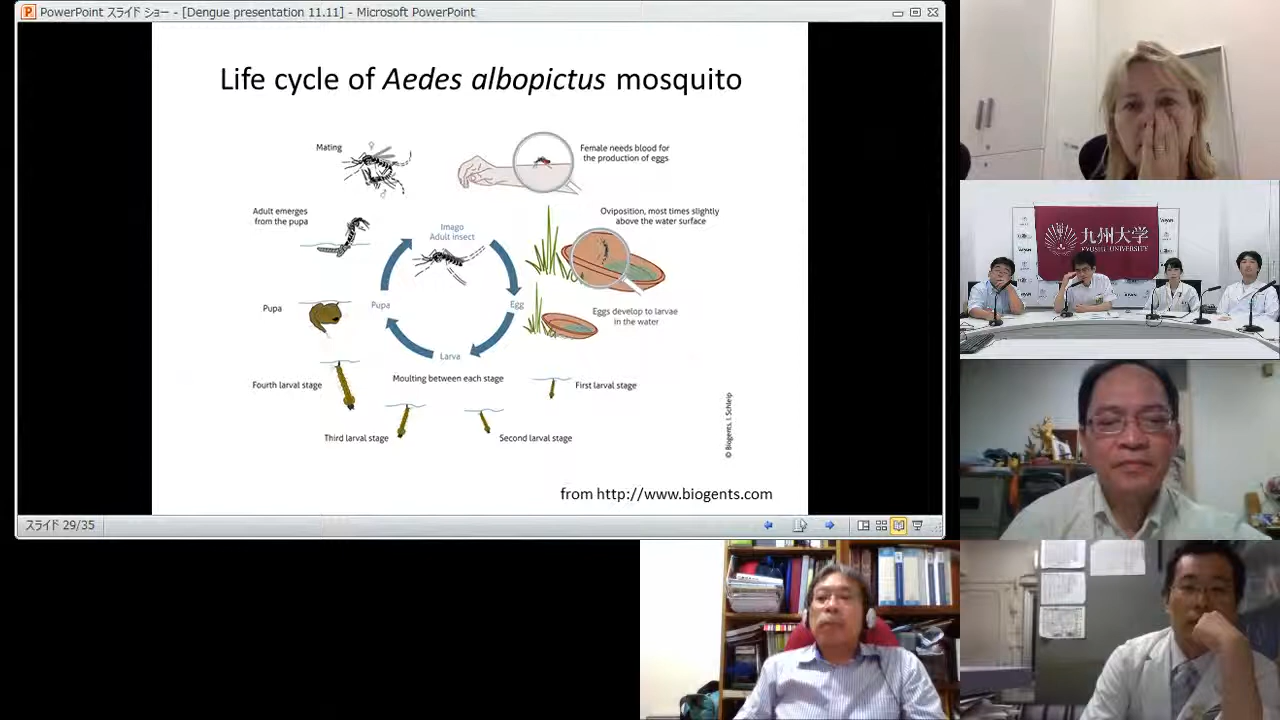 PowerPoint スライド ショー - [Dengue presentation 11.11] - Microsoft PowerPoint
Life cycle of Aedes albopictus mosquito
Mating
Female needs blood for
the production of eggs
Adult emerges
from the pupa
Oviposition, most times slightly
above the water surface
Imago
Adult insect
Pupa
Pupa
Egg
Eggs develop to larvae
in the water
Larva
Fourth larval stage
Moulting between each stage
First larval stage
Third larval stage
Second larval stage
© Biogents, I. Schleip
from http://www.biogents.com
スライド 29/35
九州大学
KYUSHU UNIVERSITY